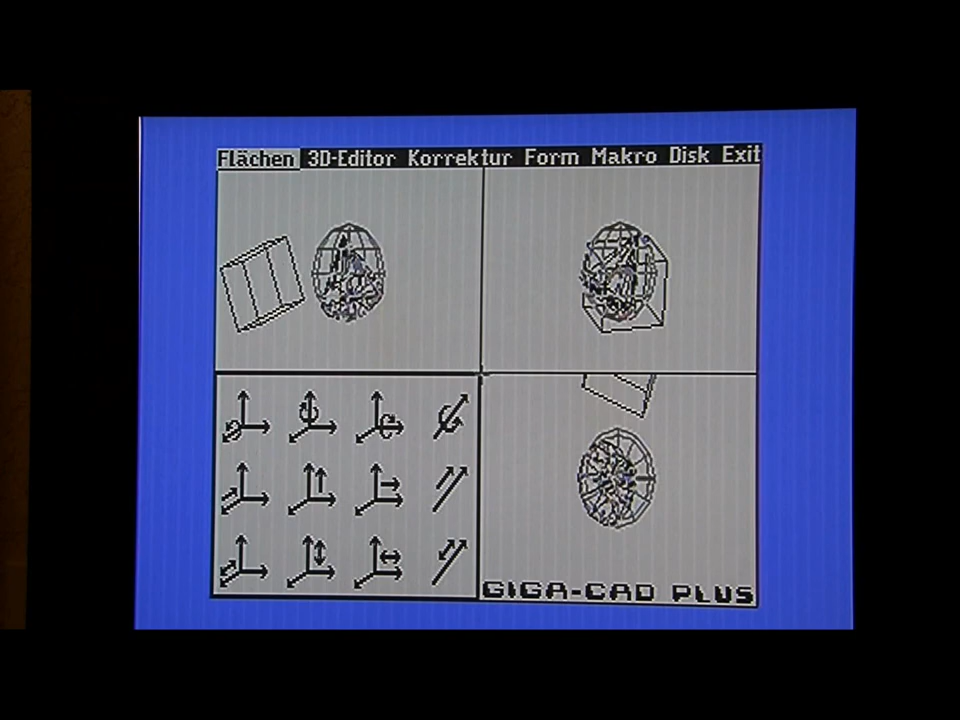 Flächen 3D-Editor Korrektur Form Makro Disk Exit
GIGA-CAD PLUS